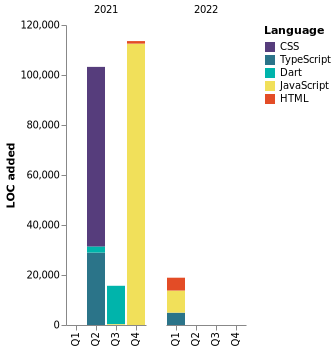 2021 2022
Language
CSS
TypeScript
Dart
JavaScript
HTML
LOC added
120,000
100,000
80,000
60,000
40,000
20,000
0
Q1 Q2 Q3 Q4 Q1 Q2 Q3 Q4